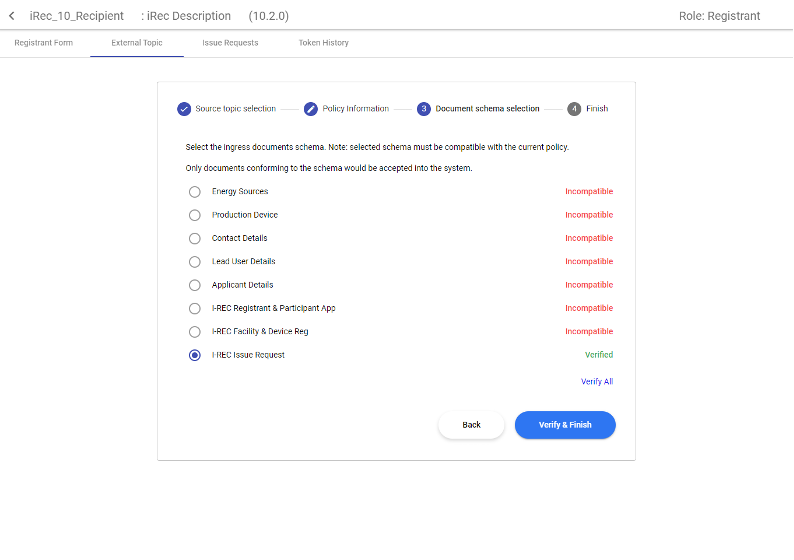 iRec_10_Recipient : iRec Description (10.2.0) Role: Registrant
Registrant Form External Topic Issue Requests Token History
Source topic selection Policy Information 3 Document schema selection 4 Finish
Select the ingress documents schema. Note: selected schema must be compatible with the current policy.
Only documents conforming to the schema would be accepted into the system.
Energy Sources Incompatible
Production Device Incompatible
Contact Details Incompatible
Lead User Details Incompatible
Applicant Details Incompatible
I-REC Registrant & Participant App Incompatible
I-REC Facility & Device Reg Incompatible
I-REC Issue Request Verified
Verify All
Back Verify & Finish